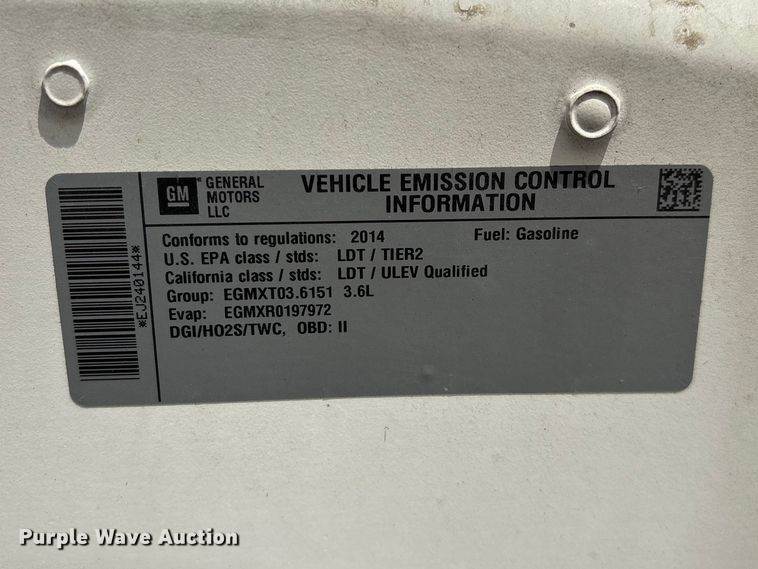 GM
GENERAL
MOTORS
LLC
VEHICLE EMISSION CONTROL
INFORMATION
Conforms to regulations: 2014 Fuel: Gasoline
U.S. EPA class / stds: LDT / TIER2
California class / stds: LDT / ULEV Qualified
Group: EGMXT03.6151 3.6L
Evap: EGMXR0197972
DGI/HO2S/TWC, OBD: II
*EJ240144*
Purple Wave Auction